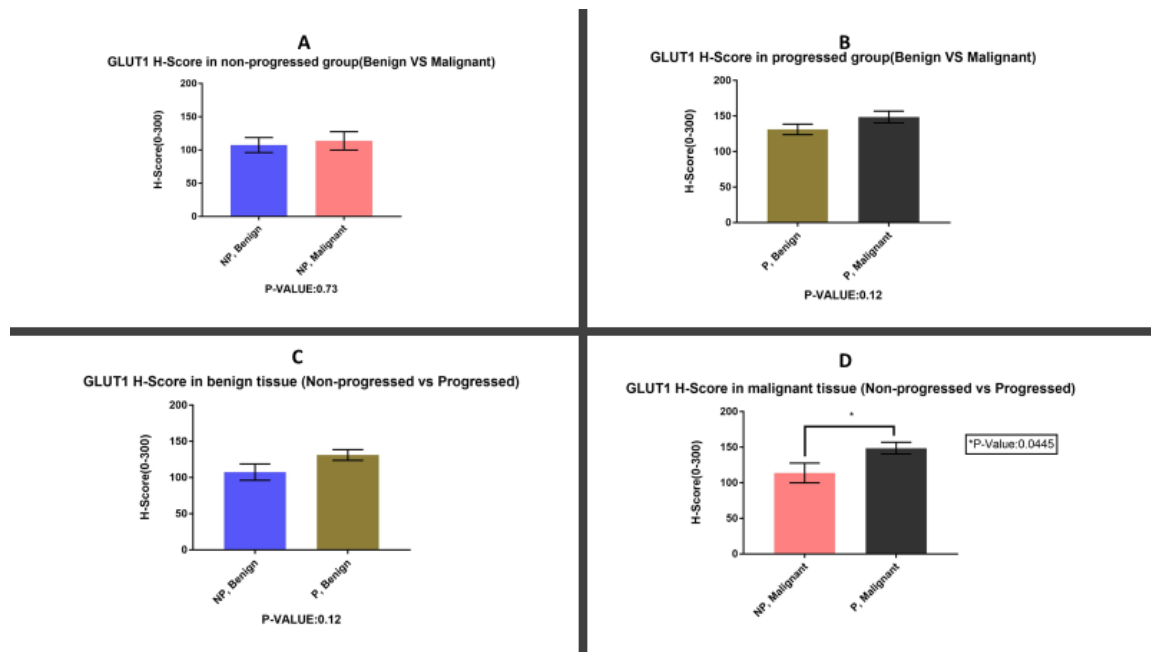 A
GLUT1 H-Score in non-progressed group(Benign VS Malignant)
200
150
100
50
0
H-Score(0-300)
NP, Benign
NP, Malignant
P-VALUE:0.73
B
GLUT1 H-Score in progressed group(Benign VS Malignant)
200
150
100
50
0
H-Score(0-300)
P, Benign
P, Malignant
P-VALUE:0.12
C
GLUT1 H-Score in benign tissue (Non-progressed vs Progressed)
200
150
100
50
0
H-Score(0-300)
NP, Benign
P, Benign
P-VALUE:0.12
D
GLUT1 H-Score in malignant tissue (Non-progressed vs Progressed)
200
150
100
50
0
H-Score(0-300)
*
*P-Value:0.0445
NP, Malignant
P, Malignant